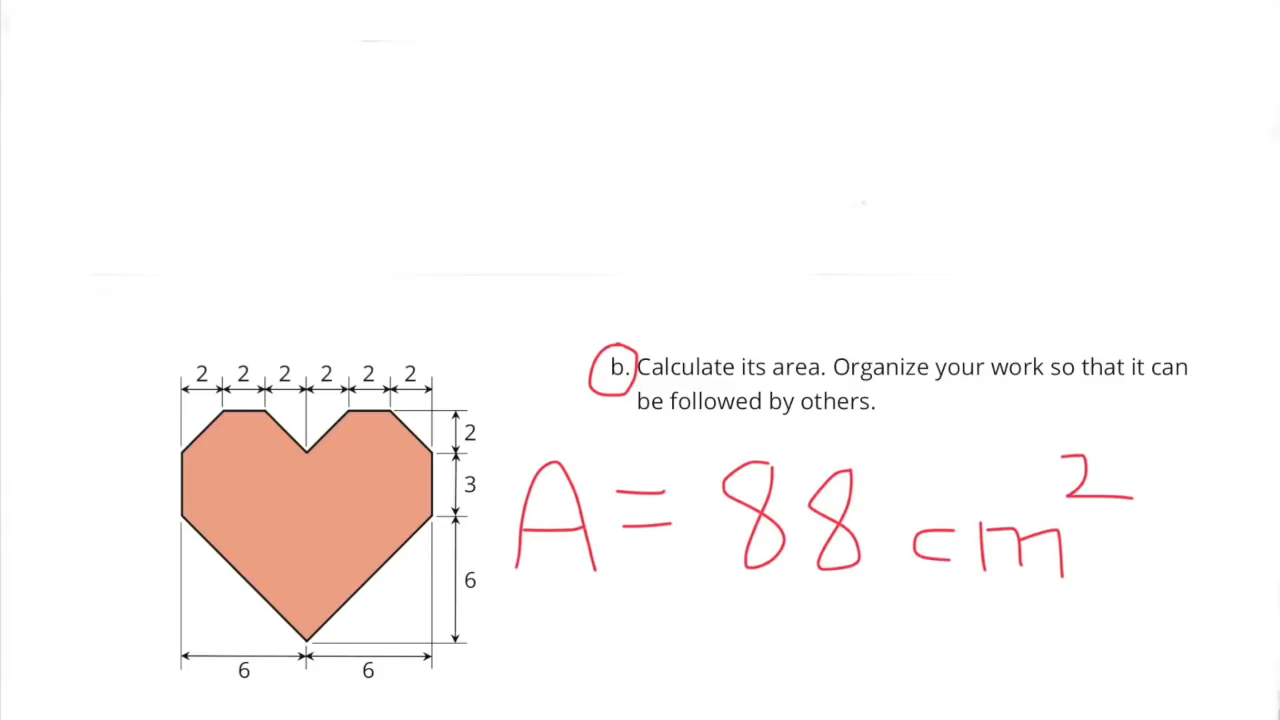 b. Calculate its area. Organize your work so that it can
be followed by others.
2 2 2 2 2 2
2
3
6
6 6
A = 88 cm²